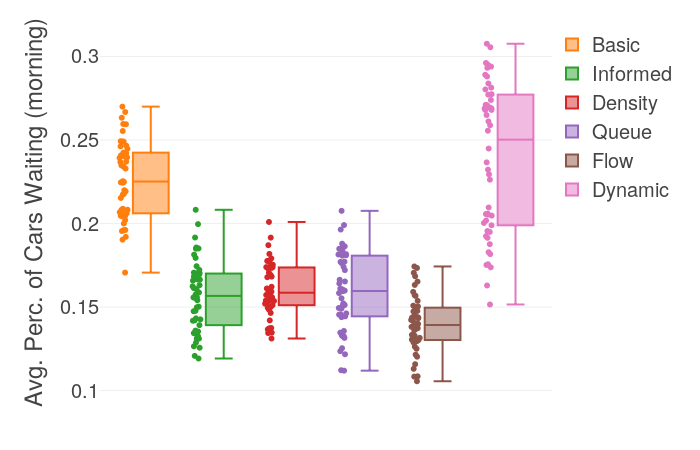 Avg. Perc. of Cars Waiting (morning)
0.3
0.25
0.2
0.15
0.1
Basic
Informed
Density
Queue
Flow
Dynamic